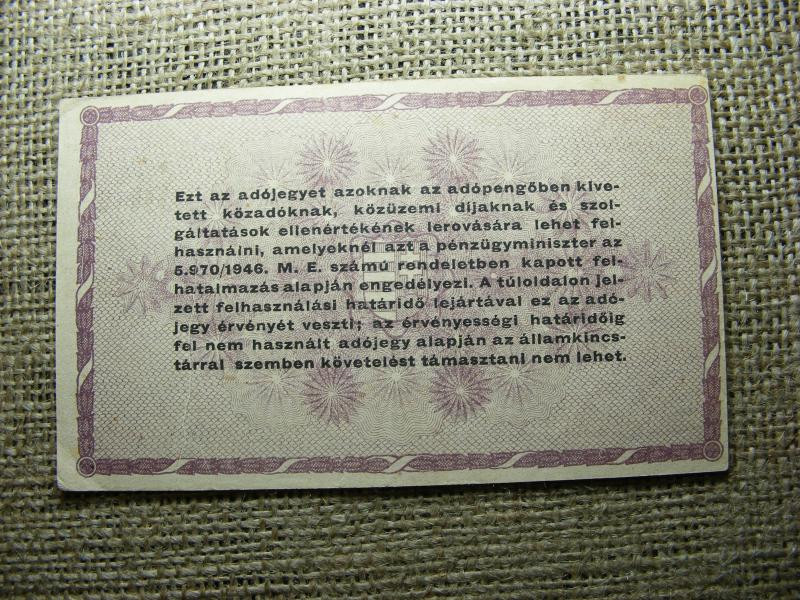 Ezt az adójegyet azoknak az adópengőben kive-
tett közadóknak, közüzemi díjaknak és szol-
gáltatások ellenértékének lerovására lehet fel-
használni, amelyeknél azt a pénzügyminiszter az
5.970/1946. M. E. számú rendeletben kapott fel-
hatalmazás alapján engedélyezi. A túloldalon jel-
zett felhasználási határidő lejártával ez az adó-
jegy érvényét veszti; az érvényességi határidőig
fel nem használt adójegy alapján az államkincs-
tárral szemben követelést támasztani nem lehet.